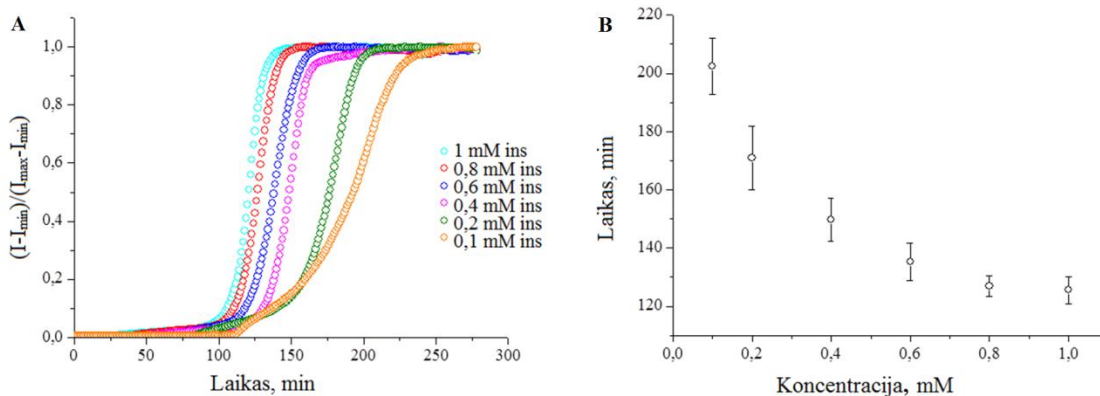 A
(I-Imin)/(Imax-Imin)
1,0
0,8
0,6
0,4
0,2
0,0
1 mM ins
0,8 mM ins
0,6 mM ins
0,4 mM ins
0,2 mM ins
0,1 mM ins
0 50 100 150 200 250 300
Laikas, min
B
Laikas, min
220
200
180
160
140
120
0,0 0,2 0,4 0,6 0,8 1,0
Koncentracija, mM